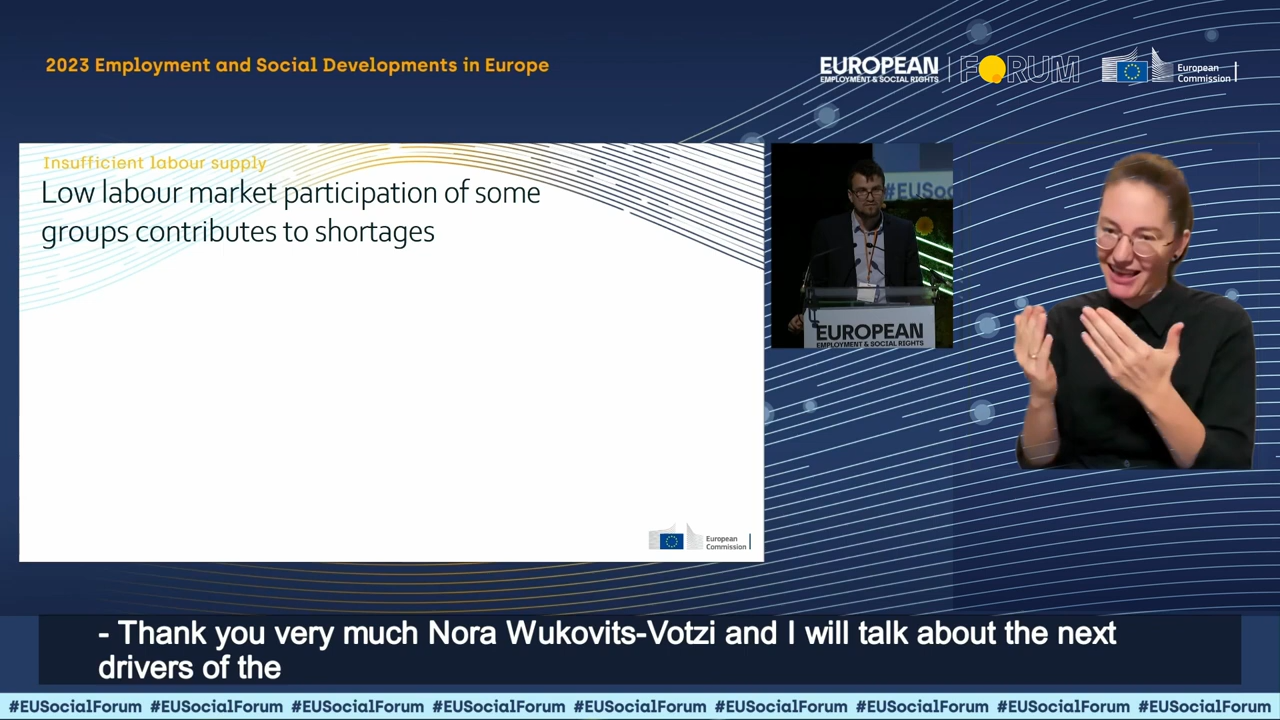 2023 Employment and Social Developments in Europe
EUROPEAN
EMPLOYMENT & SOCIAL RIGHTS
FORUM
European
Commission
Insufficient labour supply
Low labour market participation of some
groups contributes to shortages
#EUSoc
EUROPEAN
EMPLOYMENT & SOCIAL RIGHTS
European
Commission
- Thank you very much Nora Wukovits-Votzi and I will talk about the next
drivers of the
#EUSocialForum #EUSocialForum #EUSocialForum #EUSocialForum #EUSocialForum #EUSocialForum #EUSocialForum #EUSocialForum #EUSocialForum